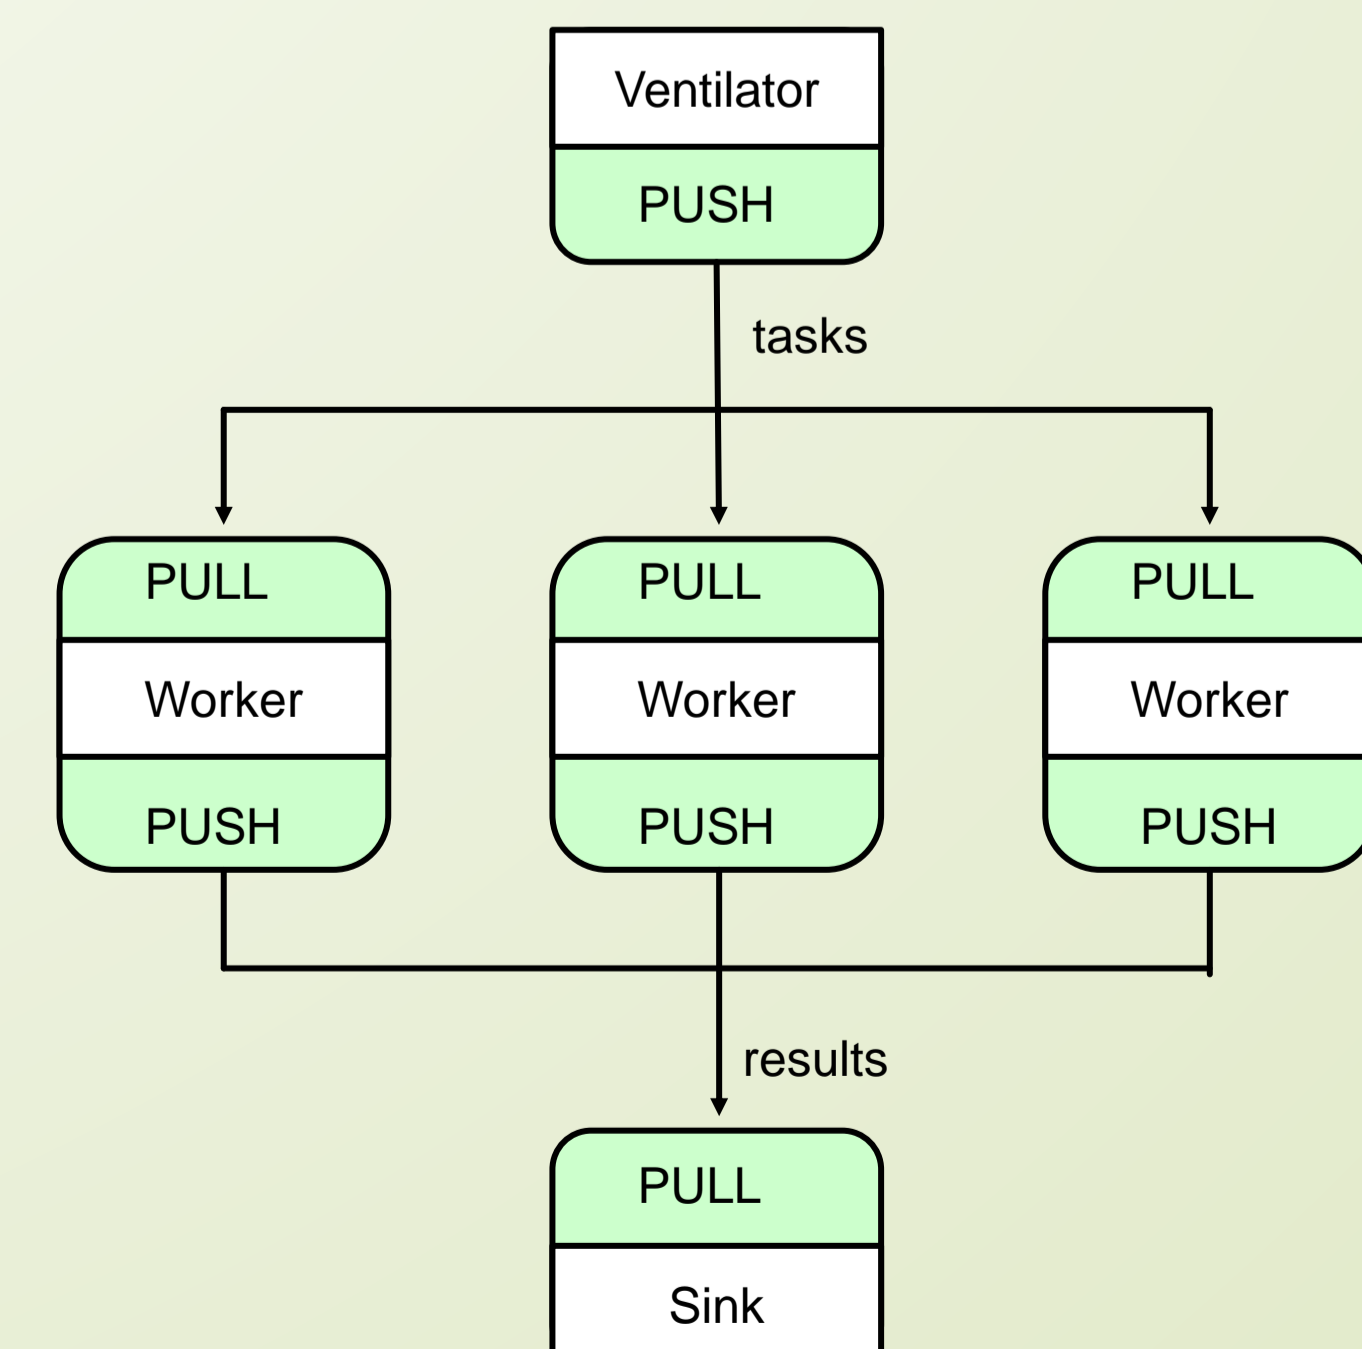 Ventilator
PUSH
tasks
PULL PULL PULL
Worker Worker Worker
PUSH PUSH PUSH
results
PULL
Sink